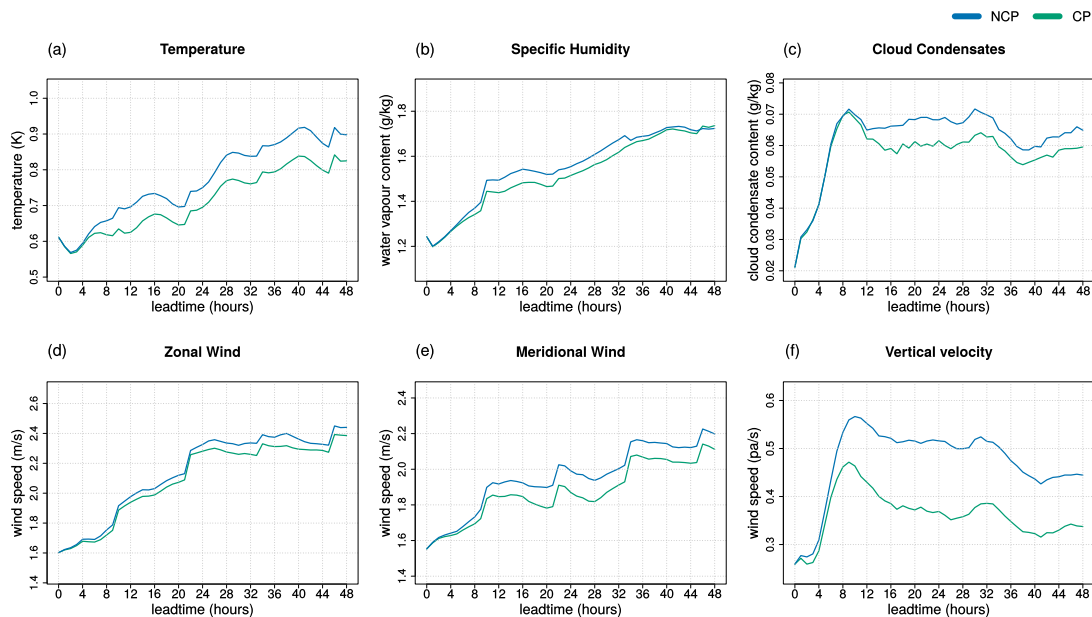 NCP CP
(a) Temperature
temperature (K)
1.0
0.9
0.8
0.7
0.6
0.5
0 4 8 12 16 20 24 28 32 36 40 44 48
leadtime (hours)
(b) Specific Humidity
water vapour content (g/kg)
1.8
1.6
1.4
1.2
0 4 8 12 16 20 24 28 32 36 40 44 48
leadtime (hours)
(c) Cloud Condensates
cloud condensate content (g/kg)
0.08
0.07
0.06
0.05
0.04
0.03
0.02
0 4 8 12 16 20 24 28 32 36 40 44 48
leadtime (hours)
(d) Zonal Wind
wind speed (m/s)
2.6
2.4
2.2
2.0
1.8
1.6
1.4
0 4 8 12 16 20 24 28 32 36 40 44 48
leadtime (hours)
(e) Meridional Wind
wind speed (m/s)
2.4
2.2
2.0
1.8
1.6
1.4
0 4 8 12 16 20 24 28 32 36 40 44 48
leadtime (hours)
(f) Vertical velocity
wind speed (pa/s)
0.6
0.5
0.4
0.3
0 4 8 12 16 20 24 28 32 36 40 44 48
leadtime (hours)